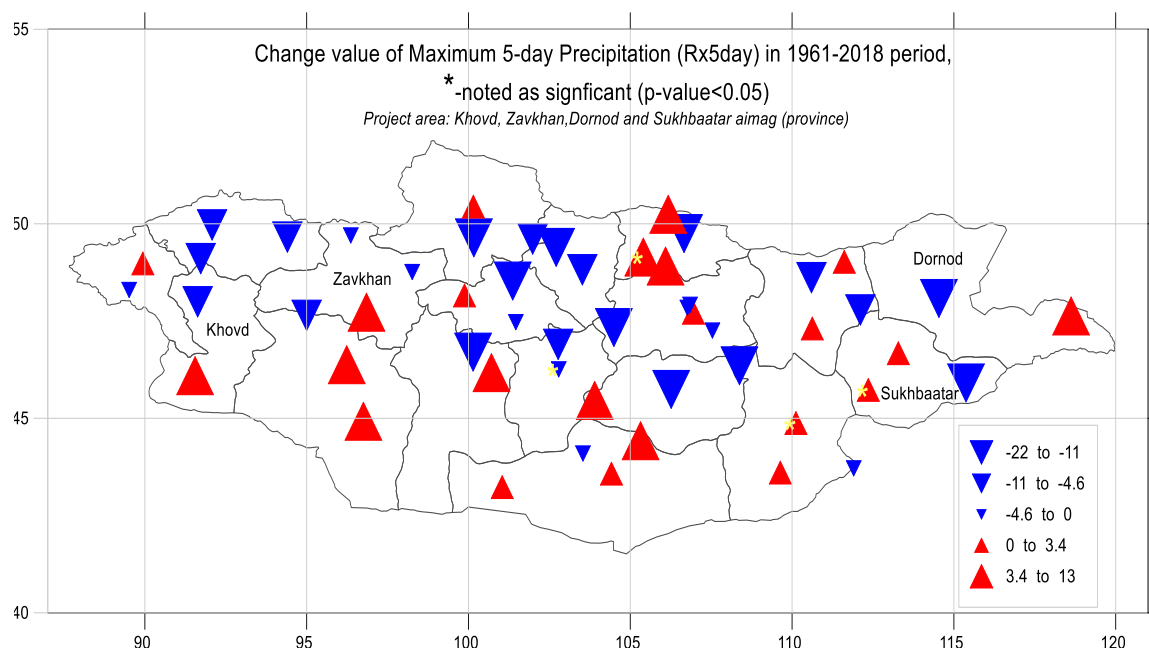 55
Change value of Maximum 5-day Precipitation (Rx5day) in 1961-2018 period,
*-noted as signficant (p-value<0.05)
Project area: Khovd, Zavkhan,Dornod and Sukhbaatar aimag (province)
50
Dornod
Zavkhan
Khovd
Sukhbaatar
45
-22 to -11
-11 to -4.6
-4.6 to 0
0 to 3.4
3.4 to 13
40
90 95 100 105 110 115 120